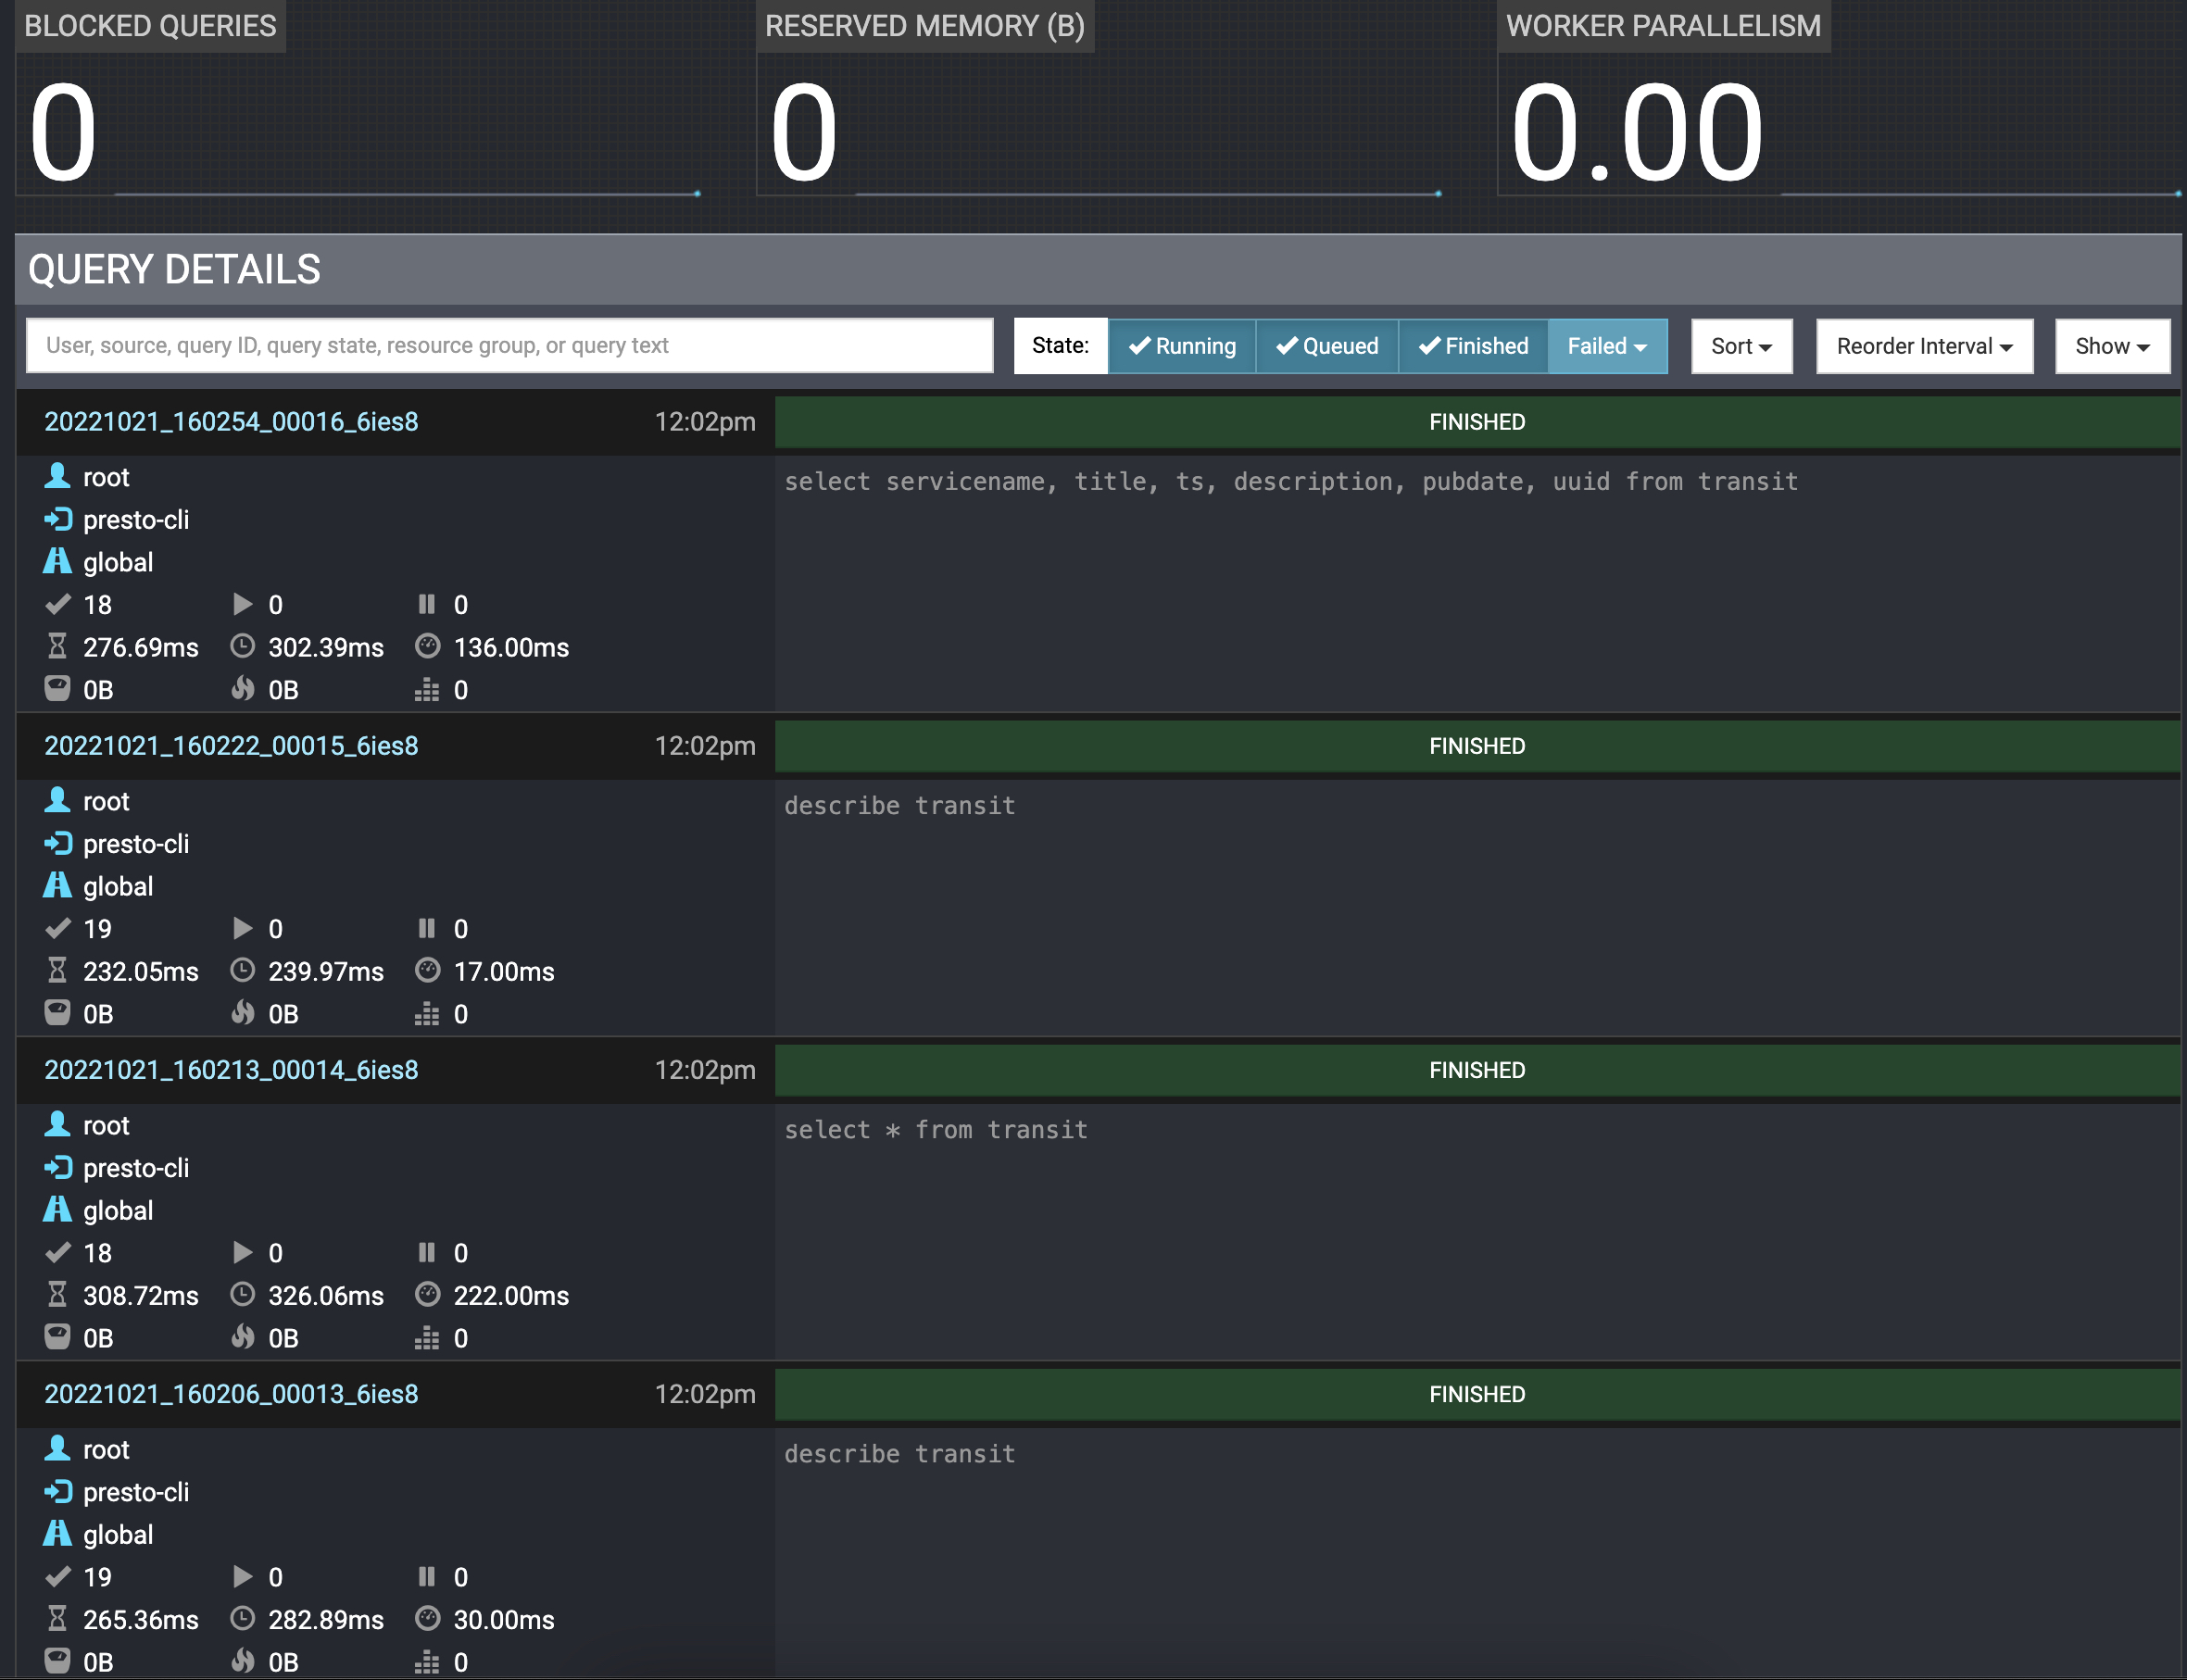 BLOCKED QUERIES RESERVED MEMORY (B) WORKER PARALLELISM
0 0 0.00
QUERY DETAILS
User, source, query ID, query state, resource group, or query text State: Running Queued Finished Failed Sort Reorder Interval Show
20221021_160254_00016_6ies8 12:02pm FINISHED
root select servicename, title, ts, description, pubdate, uuid from transit
presto-cli
global
18 0 0
276.69ms 302.39ms 136.00ms
0B 0B 0
20221021_160222_00015_6ies8 12:02pm FINISHED
root describe transit
presto-cli
global
19 0 0
232.05ms 239.97ms 17.00ms
0B 0B 0
20221021_160213_00014_6ies8 12:02pm FINISHED
root select * from transit
presto-cli
global
18 0 0
308.72ms 326.06ms 222.00ms
0B 0B 0
20221021_160206_00013_6ies8 12:02pm FINISHED
root describe transit
presto-cli
global
19 0 0
265.36ms 282.89ms 30.00ms
0B 0B 0